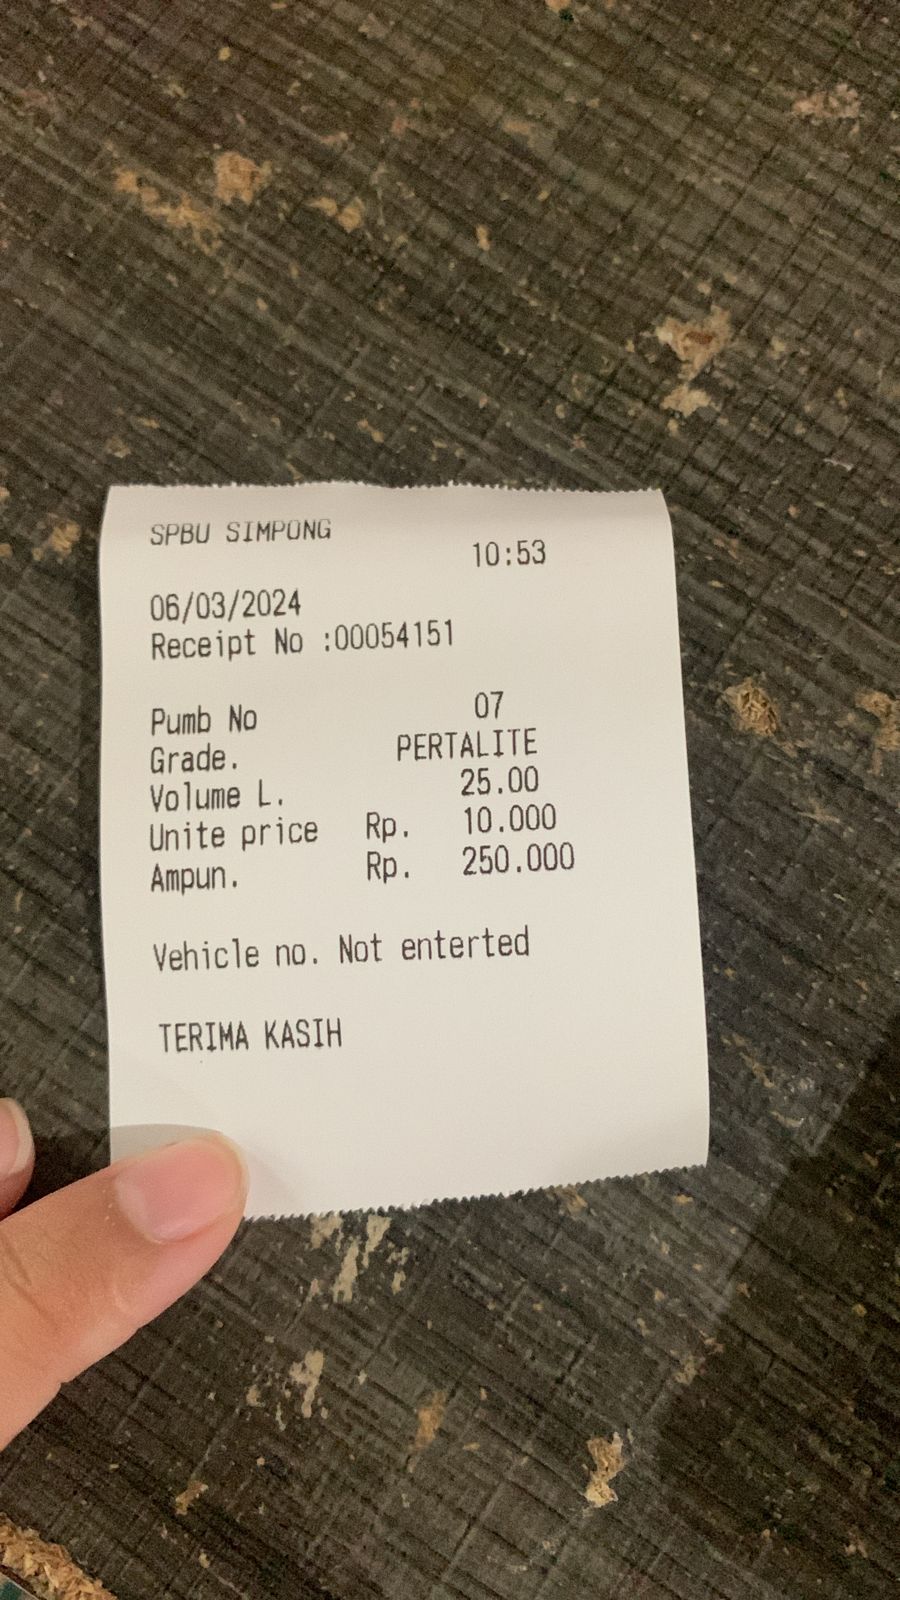 SPBU SIMPONG
10:53
06/03/2024
Receipt No :00054151
Pumb No 07
Grade. PERTALITE
Volume L. 25.00
Unite price Rp. 10.000
Ampun. Rp. 250.000
Vehicle no. Not enterted
TERIMA KASIH